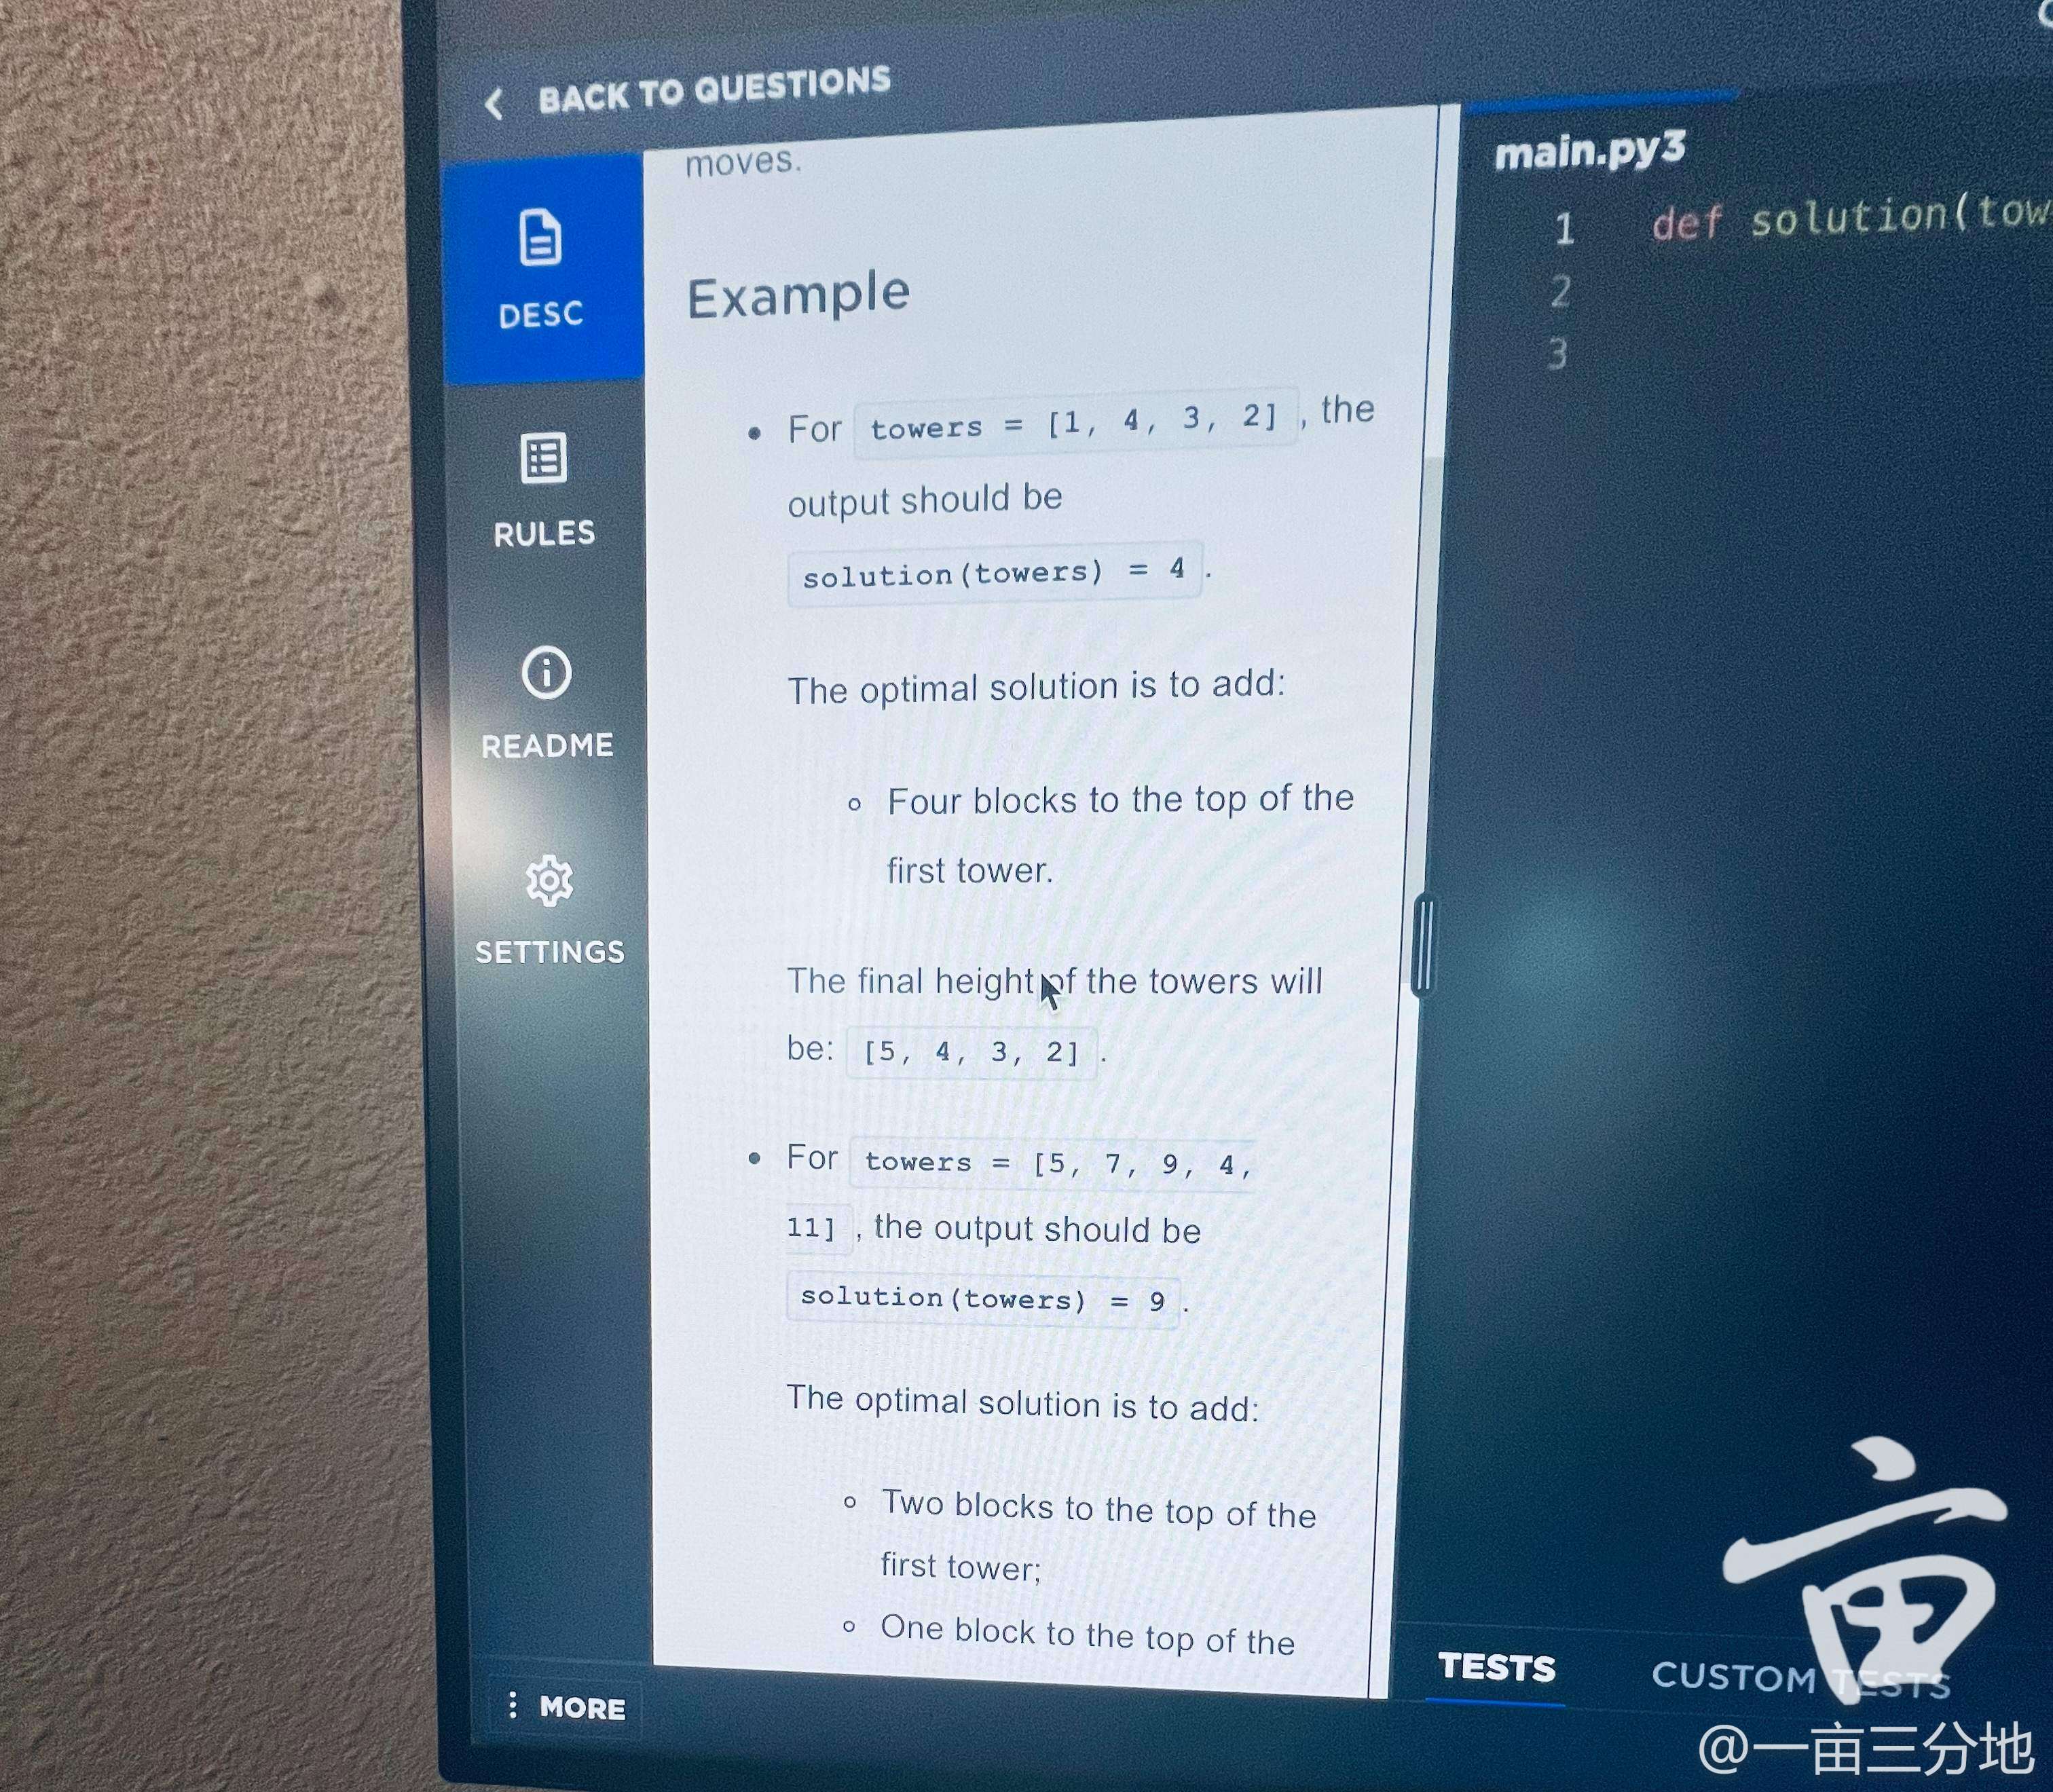 BACK TO QUESTIONS
moves.
main.py3
1 def solution(tow
2
3
DESC
RULES
README
SETTINGS
Example
• For towers = [1, 4, 3, 2] , the
output should be
solution(towers) = 4 .
The optimal solution is to add:
Four blocks to the top of the
first tower.
The final height of the towers will
be: [5, 4, 3, 2] .
• For towers = [5, 7, 9, 4,
11] , the output should be
solution(towers) = 9 .
The optimal solution is to add:
Two blocks to the top of the
first tower;
One block to the top of the
MORE
TESTS
CUSTOM TESTS
亩
@一亩三分地